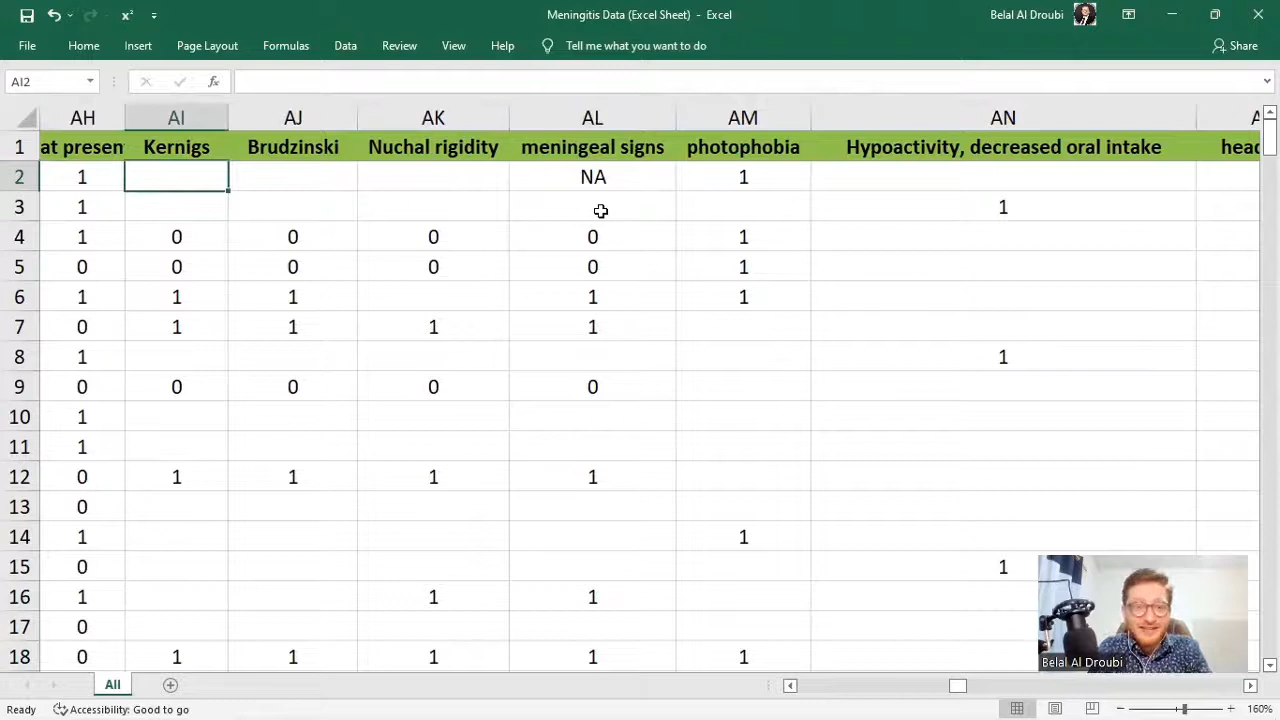 Meningitis Data (Excel Sheet) - Excel
Belal Al Droubi
File Home Insert Page Layout Formulas Data Review View Help Tell me what you want to do Share
AI2 fx
AH AI AJ AK AL AM AN A
1 at presen Kernigs Brudzinski Nuchal rigidity meningeal signs photophobia Hypoactivity, decreased oral intake head
2 1 NA 1
3 1 1
4 1 0 0 0 0 1
5 0 0 0 0 0 1
6 1 1 1 1 1
7 0 1 1 1 1
8 1 1
9 0 0 0 0 0
10 1
11 1
12 0 1 1 1 1
13 0
14 1 1
15 0 1
16 1 1 1
17 0
18 0 1 1 1 1 1
Belal Al Droubi
All
Ready Accessibility: Good to go 160%